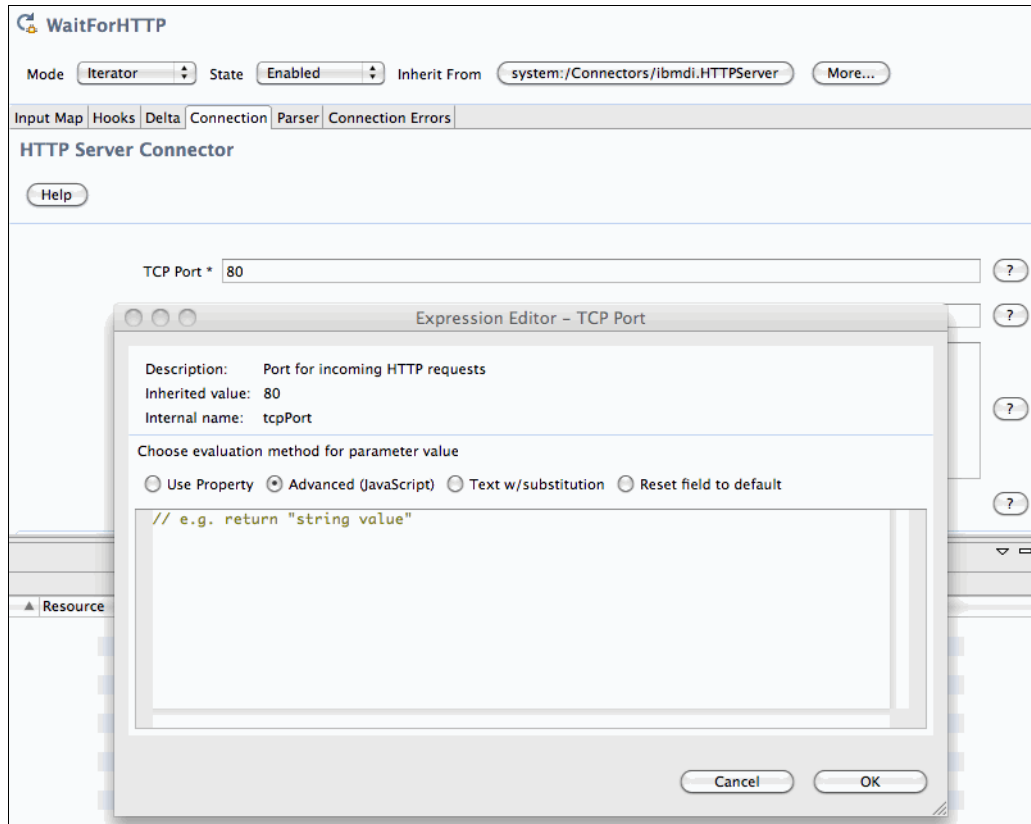 WaitForHTTP
Mode Iterator State Enabled Inherit From system:/Connectors/ibmdi.HTTPServer More...
Input Map Hooks Delta Connection Parser Connection Errors
HTTP Server Connector
Help
TCP Port * 80 ?
?
Expression Editor – TCP Port
Description: Port for incoming HTTP requests
Inherited value: 80
Internal name: tcpPort
?
Choose evaluation method for parameter value
Use Property Advanced (JavaScript) Text w/substitution Reset field to default
?
// e.g. return "string value"
Resource
Cancel OK